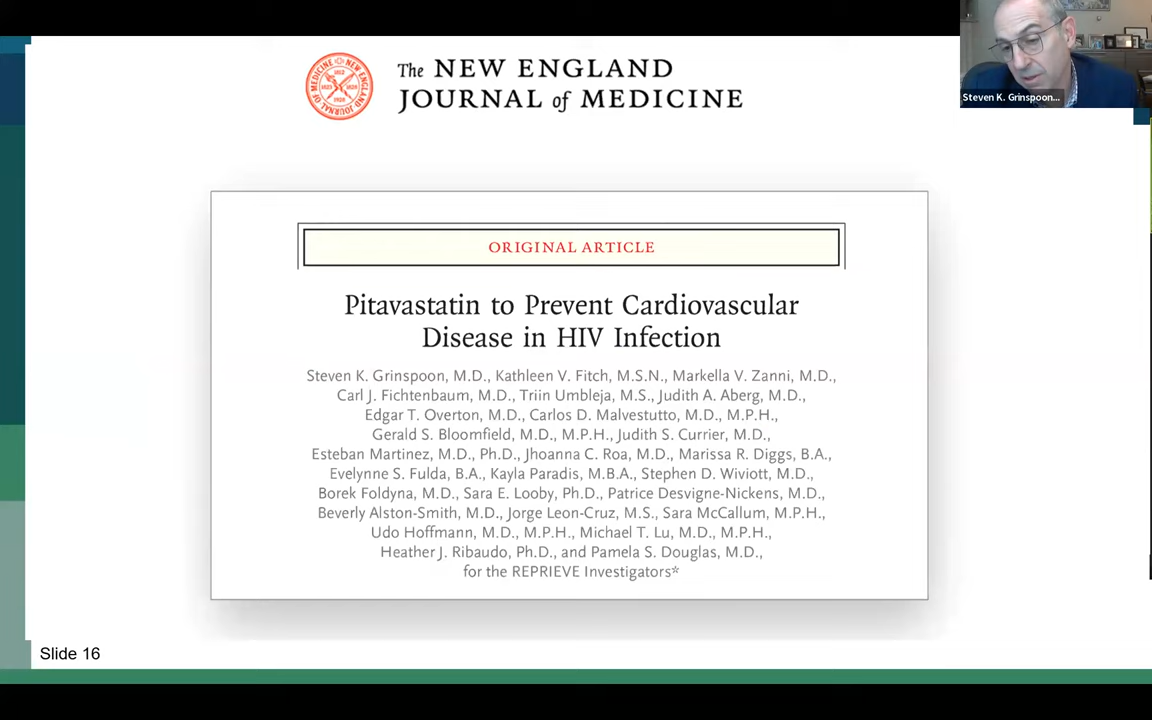 The NEW ENGLAND
JOURNAL of MEDICINE
Steven K. Grinspoon...
ORIGINAL ARTICLE
Pitavastatin to Prevent Cardiovascular
Disease in HIV Infection
Steven K. Grinspoon, M.D., Kathleen V. Fitch, M.S.N., Markella V. Zanni, M.D.,
Carl J. Fichtenbaum, M.D., Triin Umbleja, M.S., Judith A. Aberg, M.D.,
Edgar T. Overton, M.D., Carlos D. Malvestutto, M.D., M.P.H.,
Gerald S. Bloomfield, M.D., M.P.H., Judith S. Currier, M.D.,
Esteban Martinez, M.D., Ph.D., Jhoanna C. Roa, M.D., Marissa R. Diggs, B.A.,
Evelynne S. Fulda, B.A., Kayla Paradis, M.B.A., Stephen D. Wiviott, M.D.,
Borek Foldyna, M.D., Sara E. Looby, Ph.D., Patrice Desvigne-Nickens, M.D.,
Beverly Alston-Smith, M.D., Jorge Leon-Cruz, M.S., Sara McCallum, M.P.H.,
Udo Hoffmann, M.D., M.P.H., Michael T. Lu, M.D., M.P.H.,
Heather J. Ribaudo, Ph.D., and Pamela S. Douglas, M.D.,
for the REPRIEVE Investigators*
Slide 16